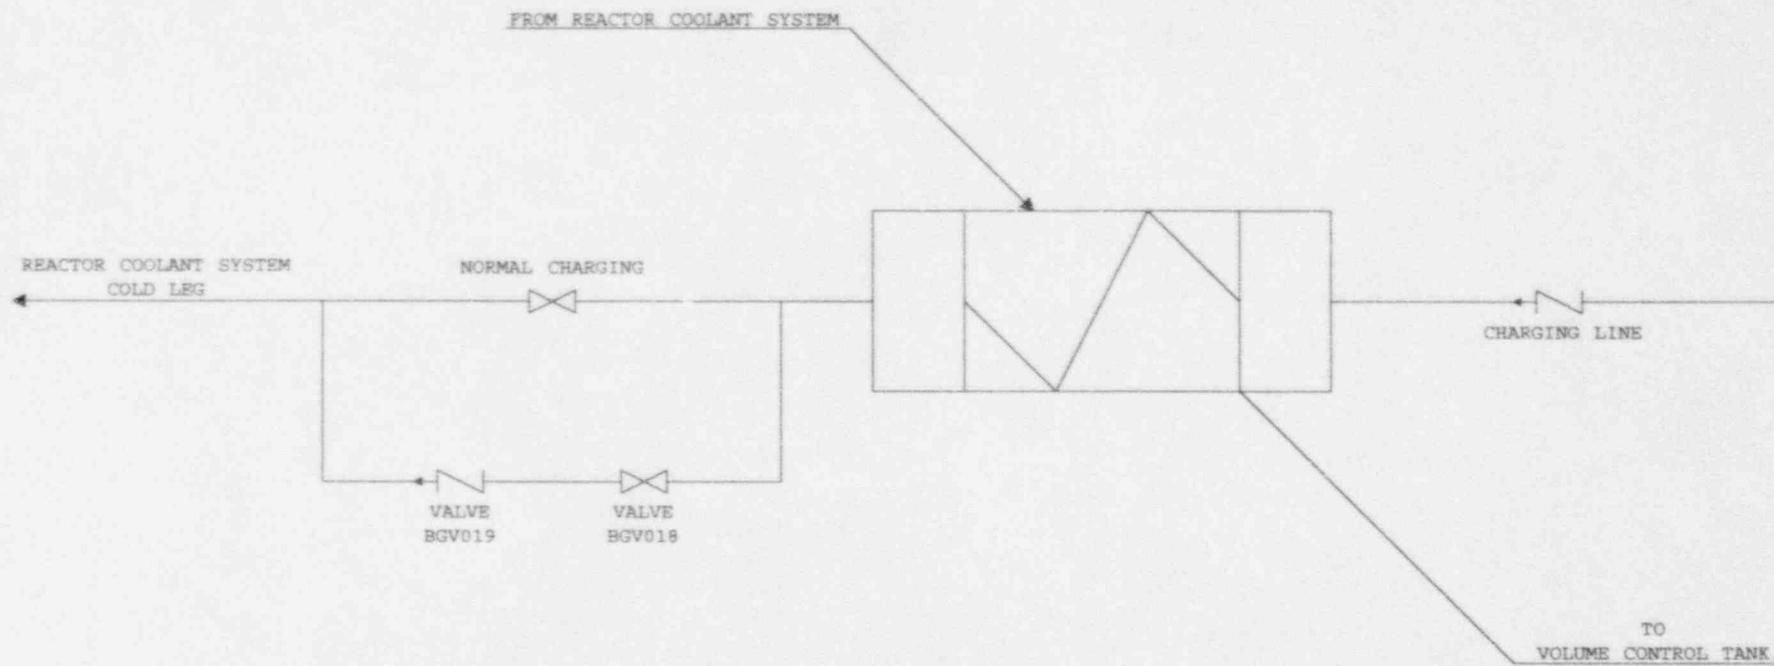 FROM REACTOR COOLANT SYSTEM
REACTOR COOLANT SYSTEM
COLD LEG
NORMAL CHARGING
CHARGING LINE
VALVE
BGV019
VALVE
BGV018
TO
VOLUME CONTROL TANK